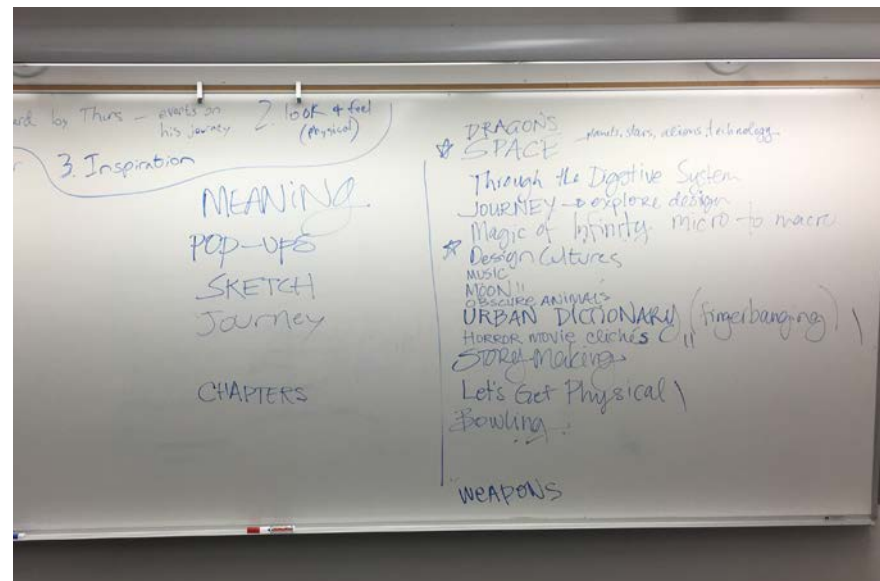 ard by Thurs – events on his journey
2. look & feel (physical)
3. Inspiration
MEANiNG
POP-UPS
SKETCH
Journey
CHAPTERS
DRAGONS
SPACE – planets, stars, aliens, technology
Through the Digetive System
JOURNEY → explore design
Magic of Infinity micro to macro
Design Cultures
MUSIC
MOON!!
OBSCURE ANIMALS
URBAN DICTIONARY (fingerbanging)
HORROR MOVIE clichés
STORY making
Let's Get Physical
Bowling
WEAPONS